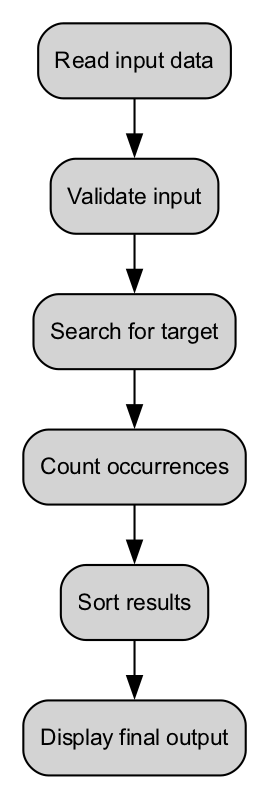 Read input data
Validate input
Search for target
Count occurrences
Sort results
Display final output